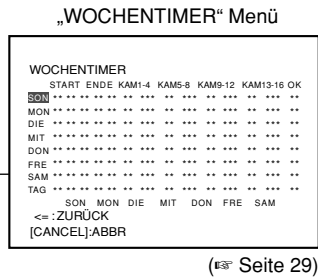 „WOCHENTIMER“ Menü
WOCHENTIMER
START ENDE KAM1-4 KAM5-8 KAM9-12 KAM13-16 OK
SON ** ** ** ** ** *** ** *** ** *** ** *** **
MON ** ** ** ** ** *** ** *** ** *** ** *** **
DIE ** ** ** ** ** *** ** *** ** *** ** *** **
MIT ** ** ** ** ** *** ** *** ** *** ** *** **
DON ** ** ** ** ** *** ** *** ** *** ** *** **
FRE ** ** ** ** ** *** ** *** ** *** ** *** **
SAM ** ** ** ** ** *** ** *** ** *** ** *** **
TAG ** ** ** ** ** *** ** *** ** *** ** *** **
SON MON DIE MIT DON FRE SAM
<= : ZURÜCK
[CANCEL]:ABBR
(☞ Seite 29)